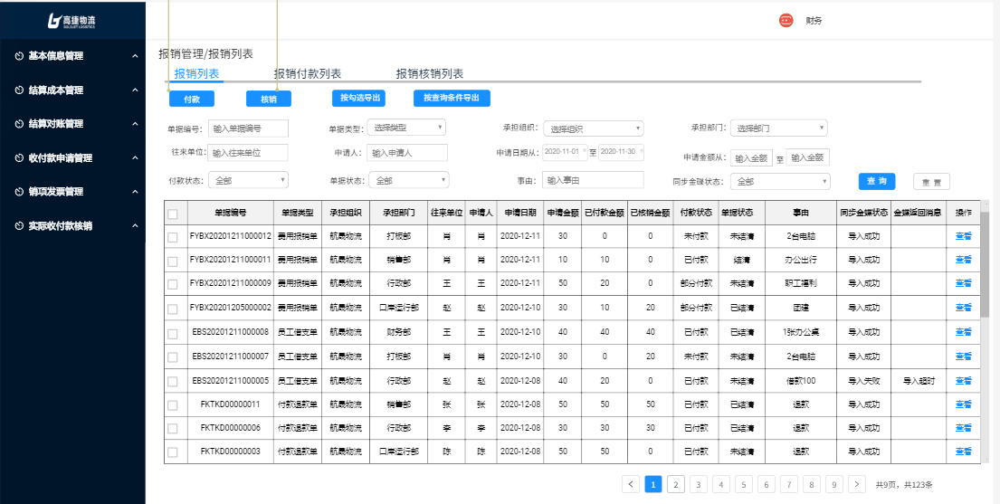 高捷物流
GOLDJET LOGISTICS
财务
基本信息管理
结算成本管理
结算对账管理
收付款申请管理
销项发票管理
实际收付款核销
报销管理/报销列表
报销列表 报销付款列表 报销核销列表
付款 核销 按勾选导出 按查询条件导出
单据编号： 输入单据编号 单据类型： 选择类型 承担组织： 选择组织 承担部门： 选择部门
往来单位: 输入往来单位 申请人： 输入申请人 申请日期从： 2020-11-01 至 2020-11-30 申请金额从： 输入金额 至 输入金额
付款状态： 全部 单据状态： 全部 事由： 输入事由 同步金蝶状态： 全部 查 询 重 置
单据编号 单据类型 承担组织 承担部门 往来单位 申请人 申请日期 申请金额 已付款金额 已核销金额 付款状态 单据状态 事由 同步金蝶状态 金蝶返回消息 操作
FYBX20201211000012 费用报销单 航晟物流 打板部 肖 肖 2020-12-11 30 0 0 未付款 未结清 2台电脑 导入成功 查看
FYBX20201211000011 费用报销单 航晟物流 销售部 肖 肖 2020-12-11 10 10 0 已付款 结清 办公出行 导入成功 查看
FYBX20201211000009 费用报销单 航晟物流 行政部 王 王 2020-12-11 50 20 0 部分付款 未结清 职工福利 导入成功 查看
FYBX20201205000002 费用报销单 航晟物流 口岸运行部 赵 赵 2020-12-10 30 10 20 部分付款 已结清 团建 导入成功 查看
EBS20201211000008 员工借支单 航晟物流 财务部 王 王 2020-12-10 40 40 40 已付款 已结清 1张办公桌 导入成功 查看
EBS20201211000007 员工借支单 航晟物流 打板部 肖 肖 2020-12-10 30 0 20 未付款 未结清 2台电脑 导入成功 查看
EBS20201211000005 员工借支单 航晟物流 行政部 赵 赵 2020-12-08 40 20 0 已付款 未结清 借款100 导入失败 导入超时 查看
FKTKD00000011 付款退款单 航晟物流 销售部 张 张 2020-12-08 50 50 50 已付款 已结清 退款 导入成功 查看
FKTKD00000006 付款退款单 航晟物流 行政部 李 李 2020-12-08 30 30 30 已付款 已结清 退款 导入成功 查看
FKTKD00000003 付款退款单 航晟物流 口岸运行部 陈 陈 2020-12-08 50 50 0 已付款 未结清 退款 导入成功 查看
< 1 2 3 4 5 6 7 8 9 > 共9页，共123条